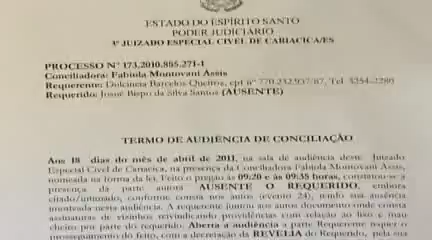 ESTADO DO ESPÍRITO SANTO
PODER JUDICIÁRIO
3º JUIZADO ESPECIAL CÍVEL DE CARIACICA/ES
PROCESSO Nº 173.2010.885.271-4
Conciliadora: Fabíola Montovani Assis
Requerente: Dulcineia Barcelos Queiroz, cpf nº 770.232.937/87, Tel. 3254-2280
Requerido: Josué Bispo da Silva Santos (AUSENTE)
TERMO DE AUDIÊNCIA DE CONCILIAÇÃO
Aos 18 dias do mês de abril de 2011, na sala de audiência deste Juizado
Especial Cível de Cariacica, na presença da Conciliadora Fabíola Montovani Assis,
nomeada na forma da lei. Feito o pregão às 09:20 e às 09:35 horas, constatou-se a
presença da parte autora AUSENTE O REQUERIDO, embora
citado/intimado, conforme consta nos autos (evento 24), tendo sua ausência
nesta audiência. A requerente juntou aos autos documento onde consta
assinaturas de vizinhos reivindicando providências com relação ao lixo e mau
cheiro por parte do requerido. Aberta a audiência a parte Requerente requer o
prosseguimento do feito, com a decretação da REVELIA do Requerido, pela sua